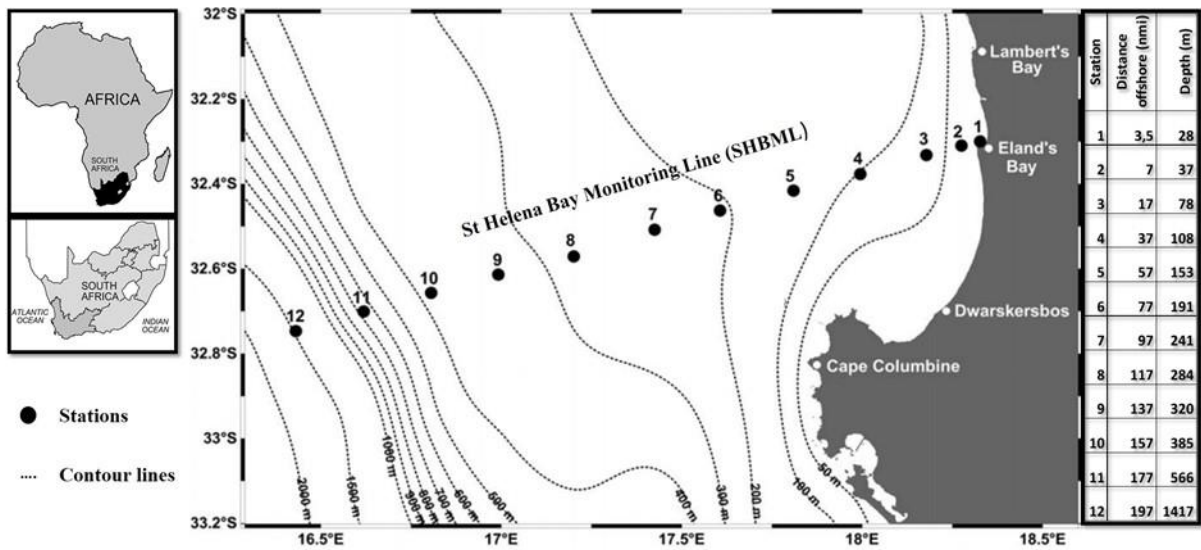 AFRICA
SOUTH
AFRICA
SOUTH
AFRICA
ATLANTIC
OCEAN
INDIAN
OCEAN
Stations
Contour lines
32°S
32.2°S
32.4°S
32.6°S
32.8°S
33°S
33.2°S
16.5°E
17°E
17.5°E
18°E
18.5°E
St Helena Bay Monitoring Line (SHBML)
1
2
3
4
5
6
7
8
9
10
11
12
Lambert's
Bay
Eland's
Bay
Dwarskersbos
Cape Columbine
2000 m
1500 m
1000 m
900 m
800 m
700 m
600 m
500 m
400 m
300 m
200 m
100 m
50 m
Station Distance offshore (nmi) Depth (m)
1 3,5 28
2 7 37
3 17 78
4 37 108
5 57 153
6 77 191
7 97 241
8 117 284
9 137 320
10 157 385
11 177 566
12 197 1417